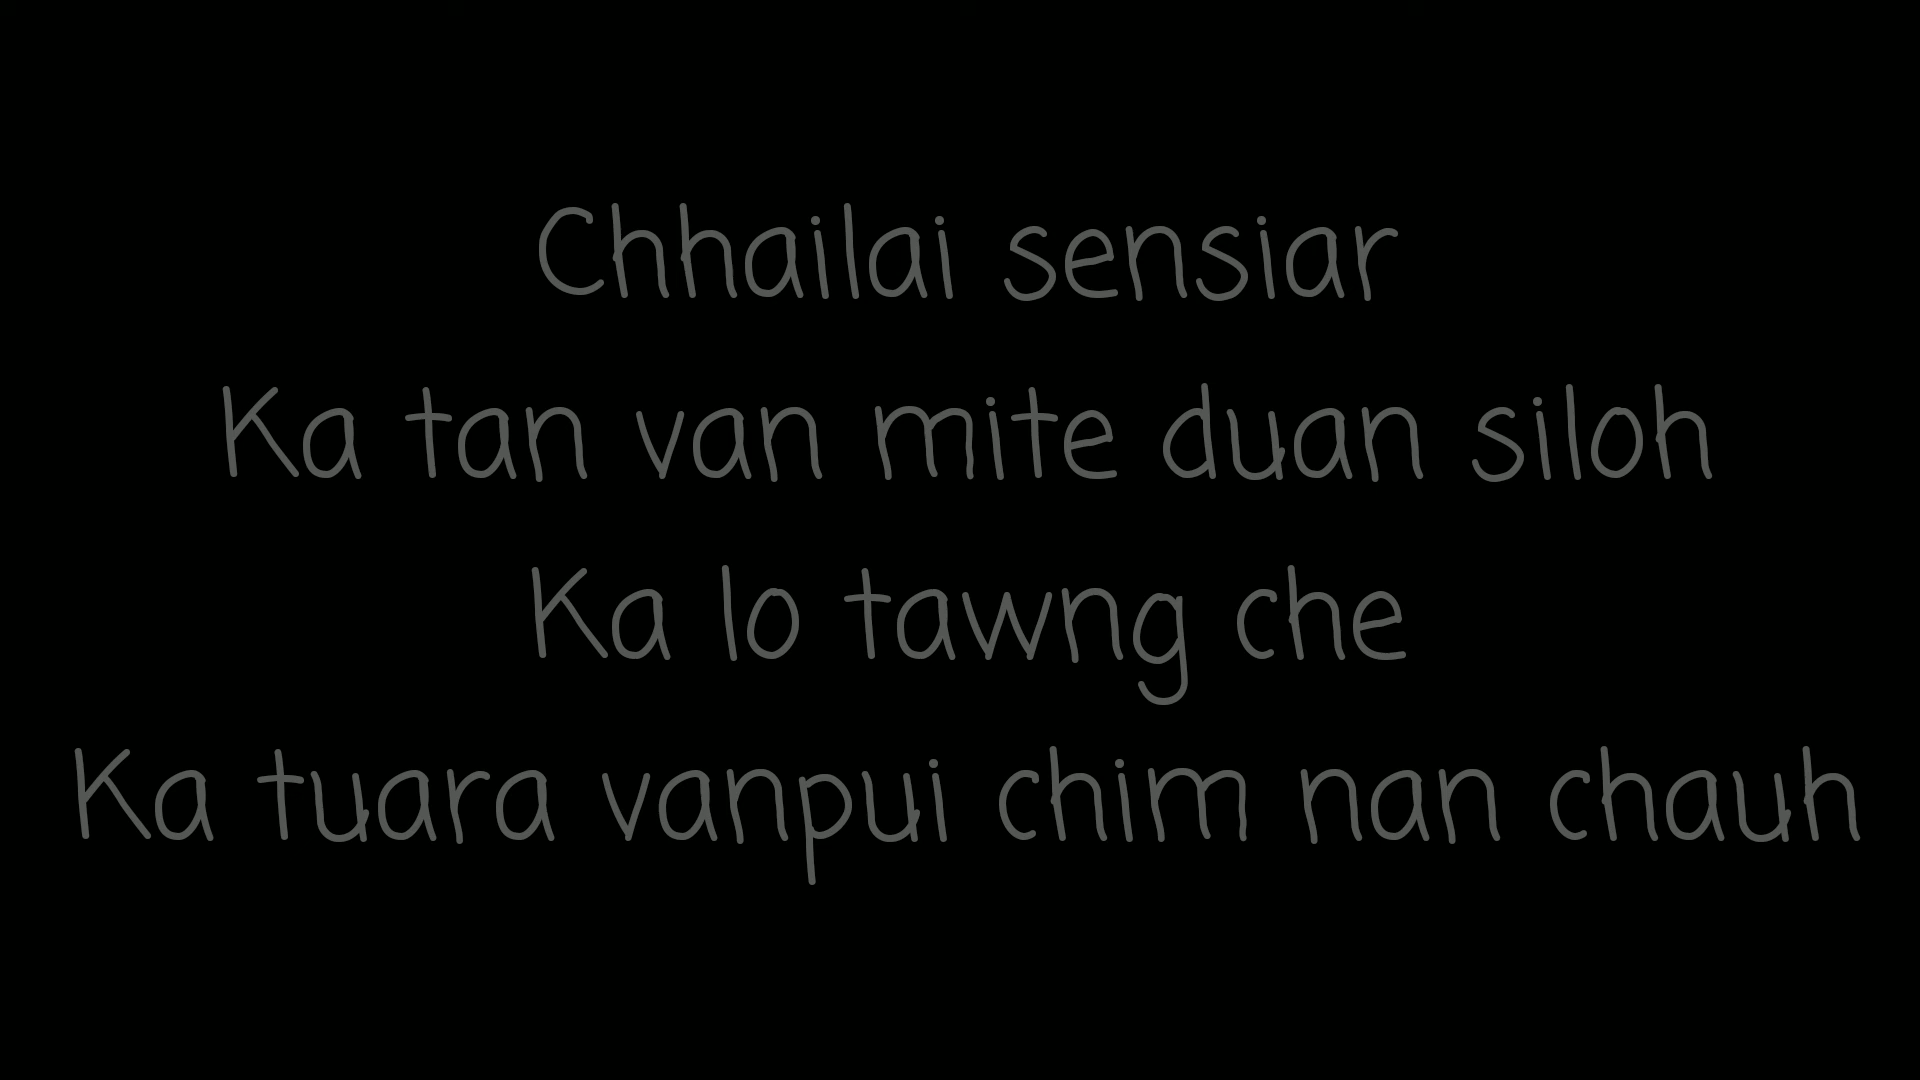 Chhailai sensiar
Ka tan van mite duan siloh
Ka lo tawng che
Ka tuara vanpui chim nan chauh